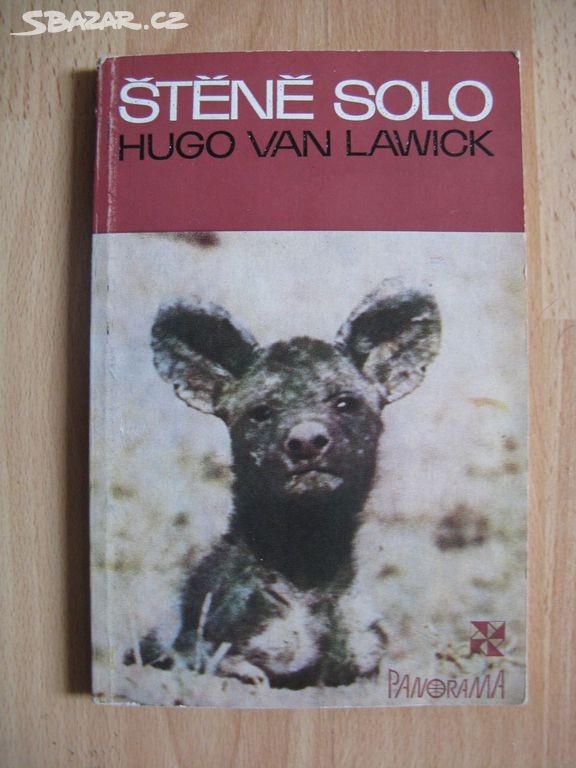 SBAZAR.CZ
ŠTĚNĚ SOLO
HUGO VAN LAWICK
PANORAMA